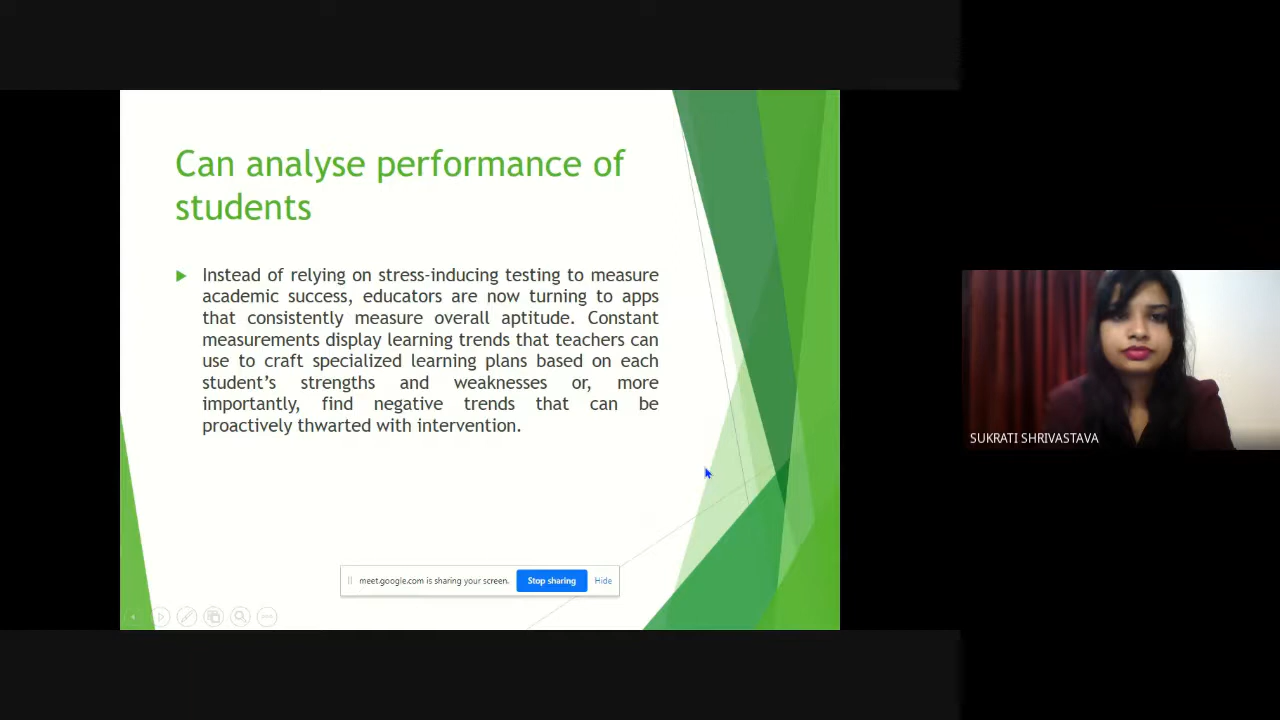 Can analyse performance of
students
Instead of relying on stress-inducing testing to measure
academic success, educators are now turning to apps
that consistently measure overall aptitude. Constant
measurements display learning trends that teachers can
use to craft specialized learning plans based on each
student's strengths and weaknesses or, more
importantly, find negative trends that can be
proactively thwarted with intervention.
meet.google.com is sharing your screen. Stop sharing Hide
SUKRATI SHRIVASTAVA